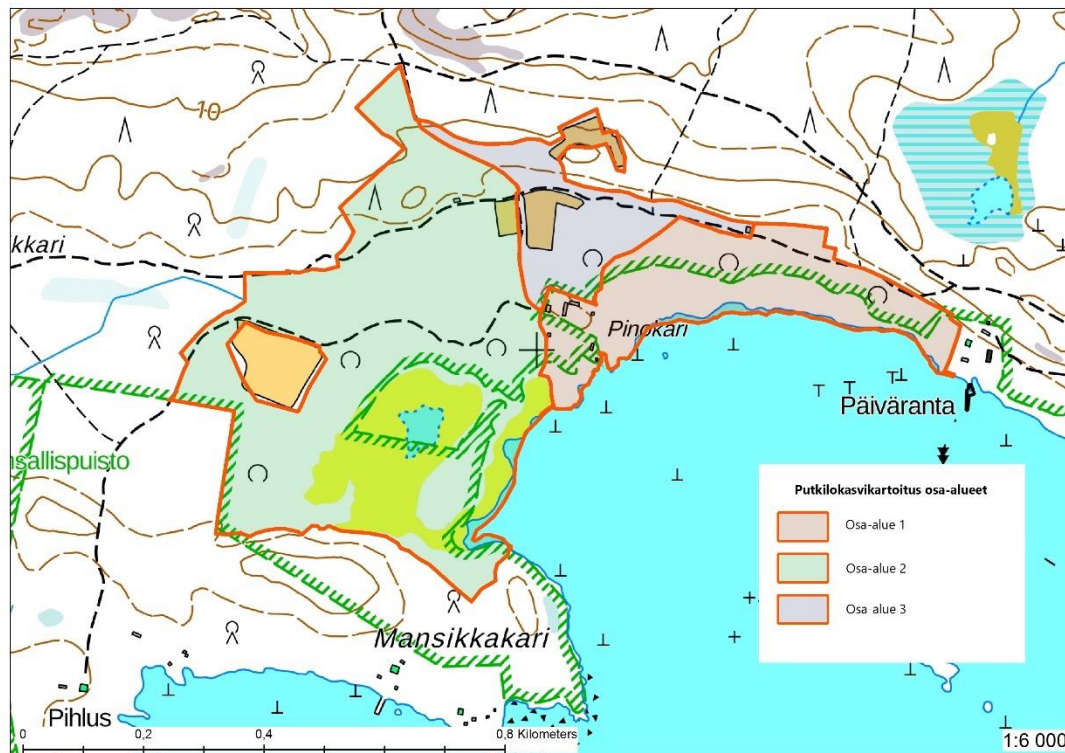 10
kkari
Pinokari
Päiväranta
nsallispuisto
Putkilokasvikartoitus osa-alueet
Osa-alue 1
Osa-alue 2
Osa-alue 3
Mansikkakari
Pihlus
0 0,2 0,4 0,8 Kilometers
1:6 000